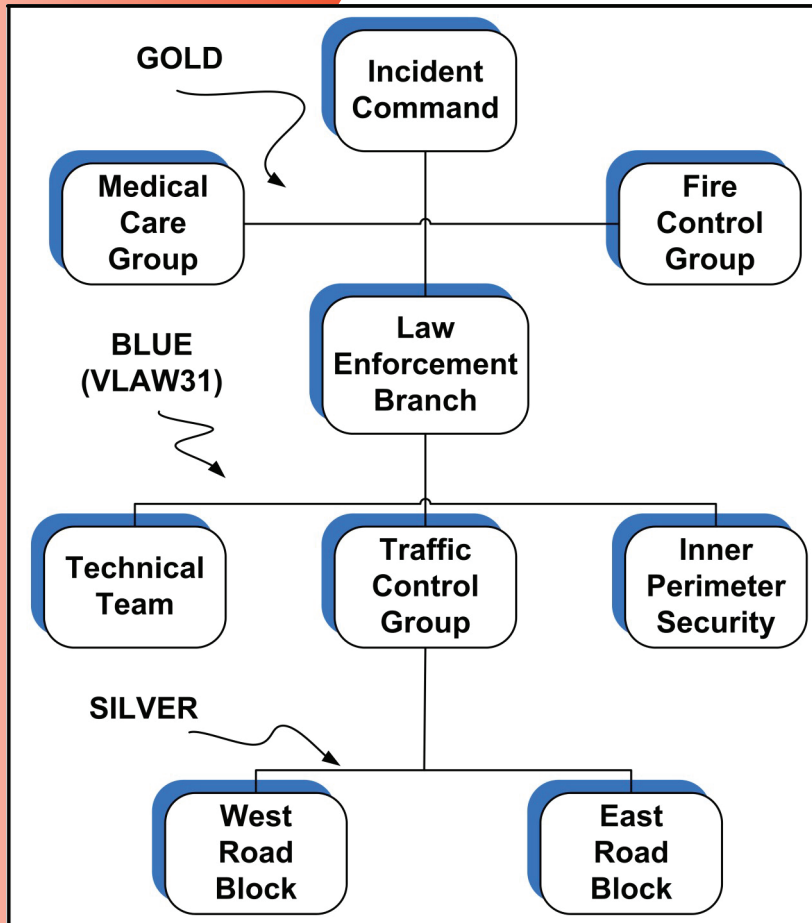 GOLD
Incident
Command
Medical
Care
Group
Fire
Control
Group
BLUE
(VLAW31)
Law
Enforcement
Branch
Technical
Team
Traffic
Control
Group
Inner
Perimeter
Security
SILVER
West
Road
Block
East
Road
Block